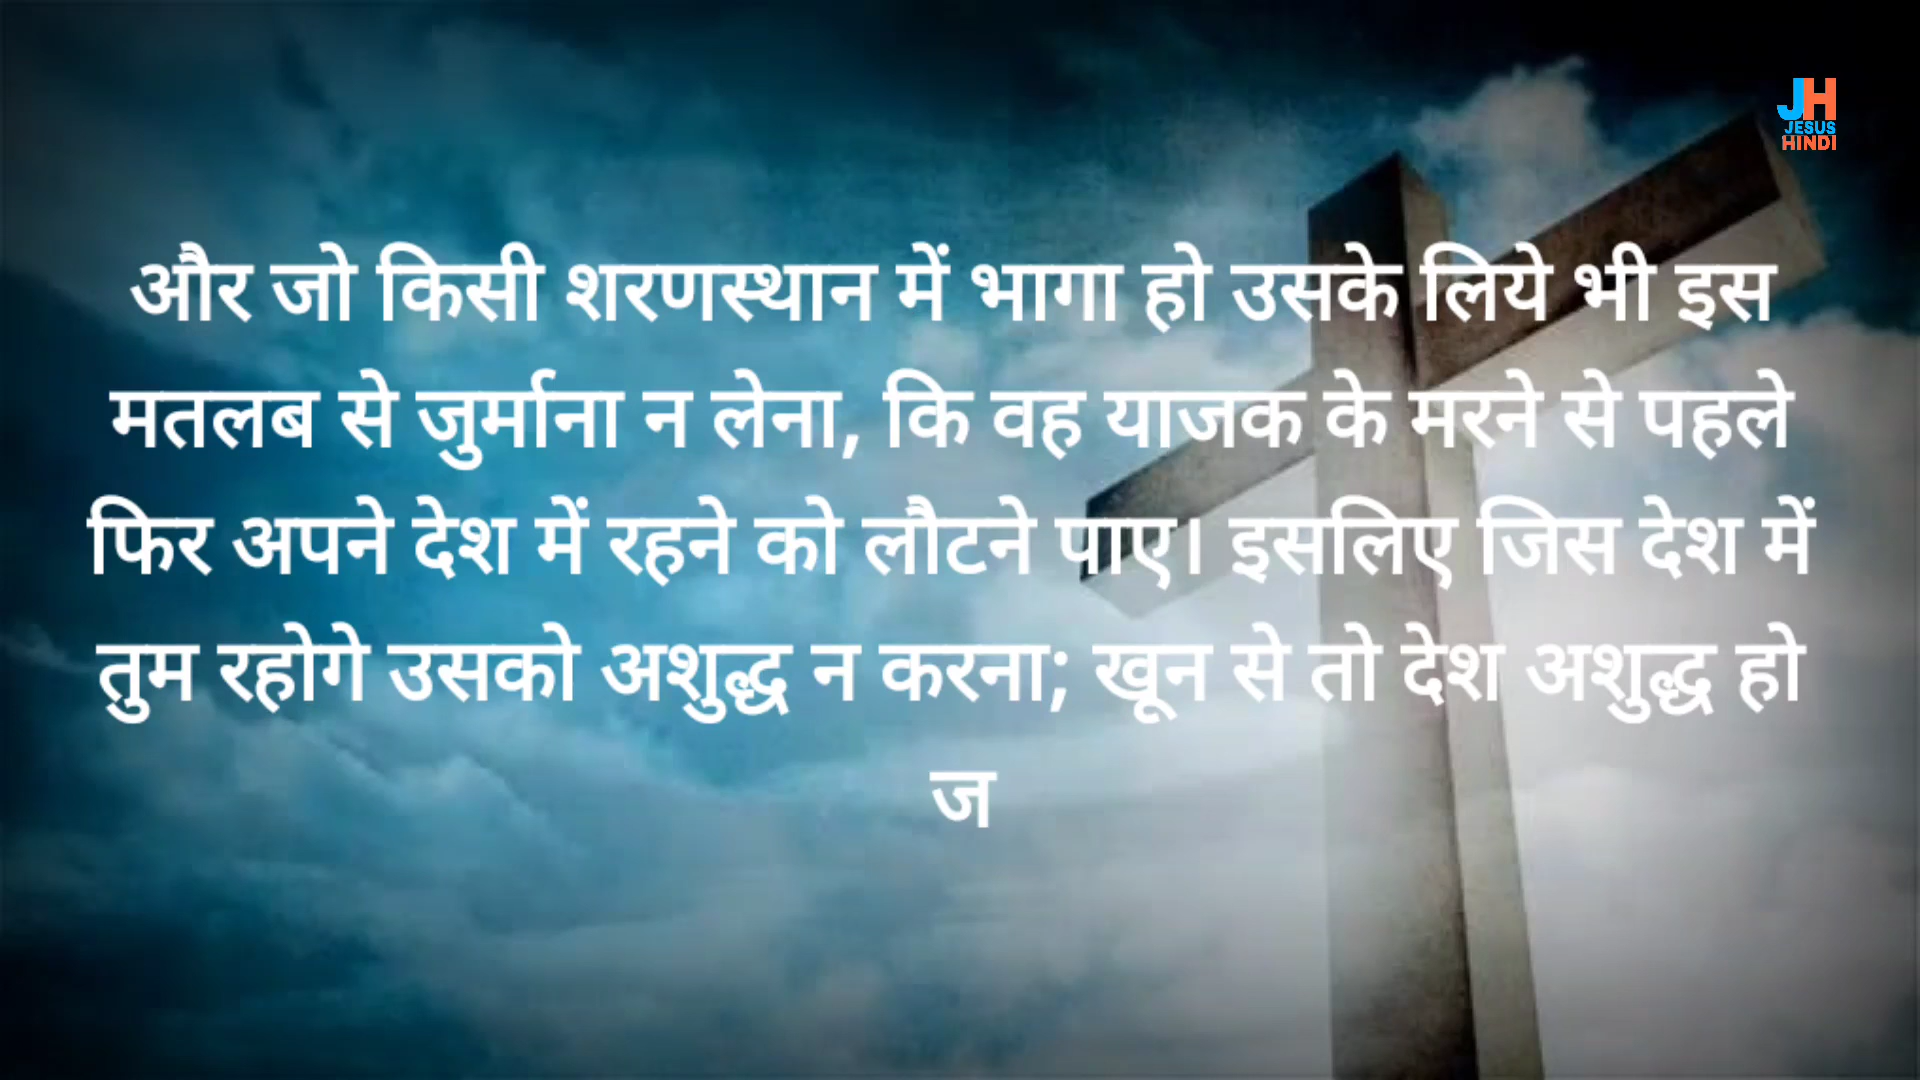 JH
JESUS
HINDI
और जो किसी शरणस्थान में भागा हो उसके लिये भी इस
मतलब से जुर्माना न लेना, कि वह याजक के मरने से पहले
फिर अपने देश में रहने को लौटने पाए। इसलिए जिस देश में
तुम रहोगे उसको अशुद्ध न करना; खून से तो देश अशुद्ध हो
ज